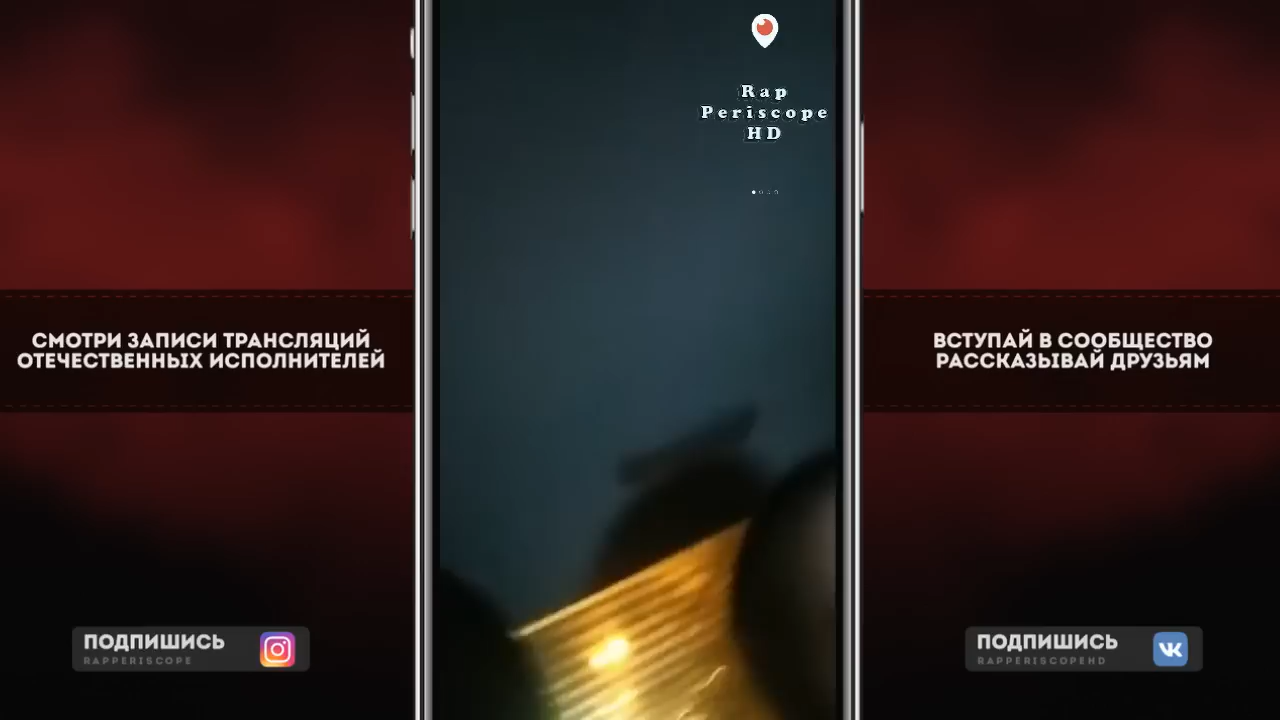 Rap
Periscope
HD
СМОТРИ ЗАПИСИ ТРАНСЛЯЦИЙ
ОТЕЧЕСТВЕННЫХ ИСПОЛНИТЕЛЕЙ
ВСТУПАЙ В СООБЩЕСТВО
РАССКАЗЫВАЙ ДРУЗЬЯМ
ПОДПИШИСЬ
RAPPERISCOPE
ПОДПИШИСЬ
RAPPERISCOPEHD